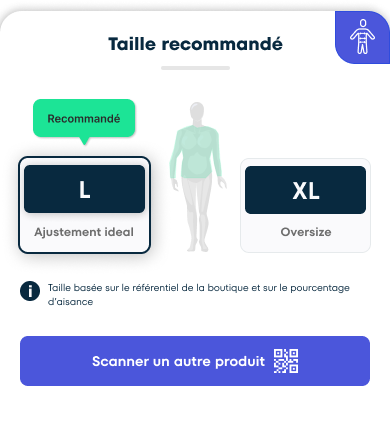 Taille recommandé
Recommandé
L
Ajustement ideal
XL
Oversize
Taille basée sur le référentiel de la boutique et sur le pourcentage
d'aisance
Scanner un autre produit